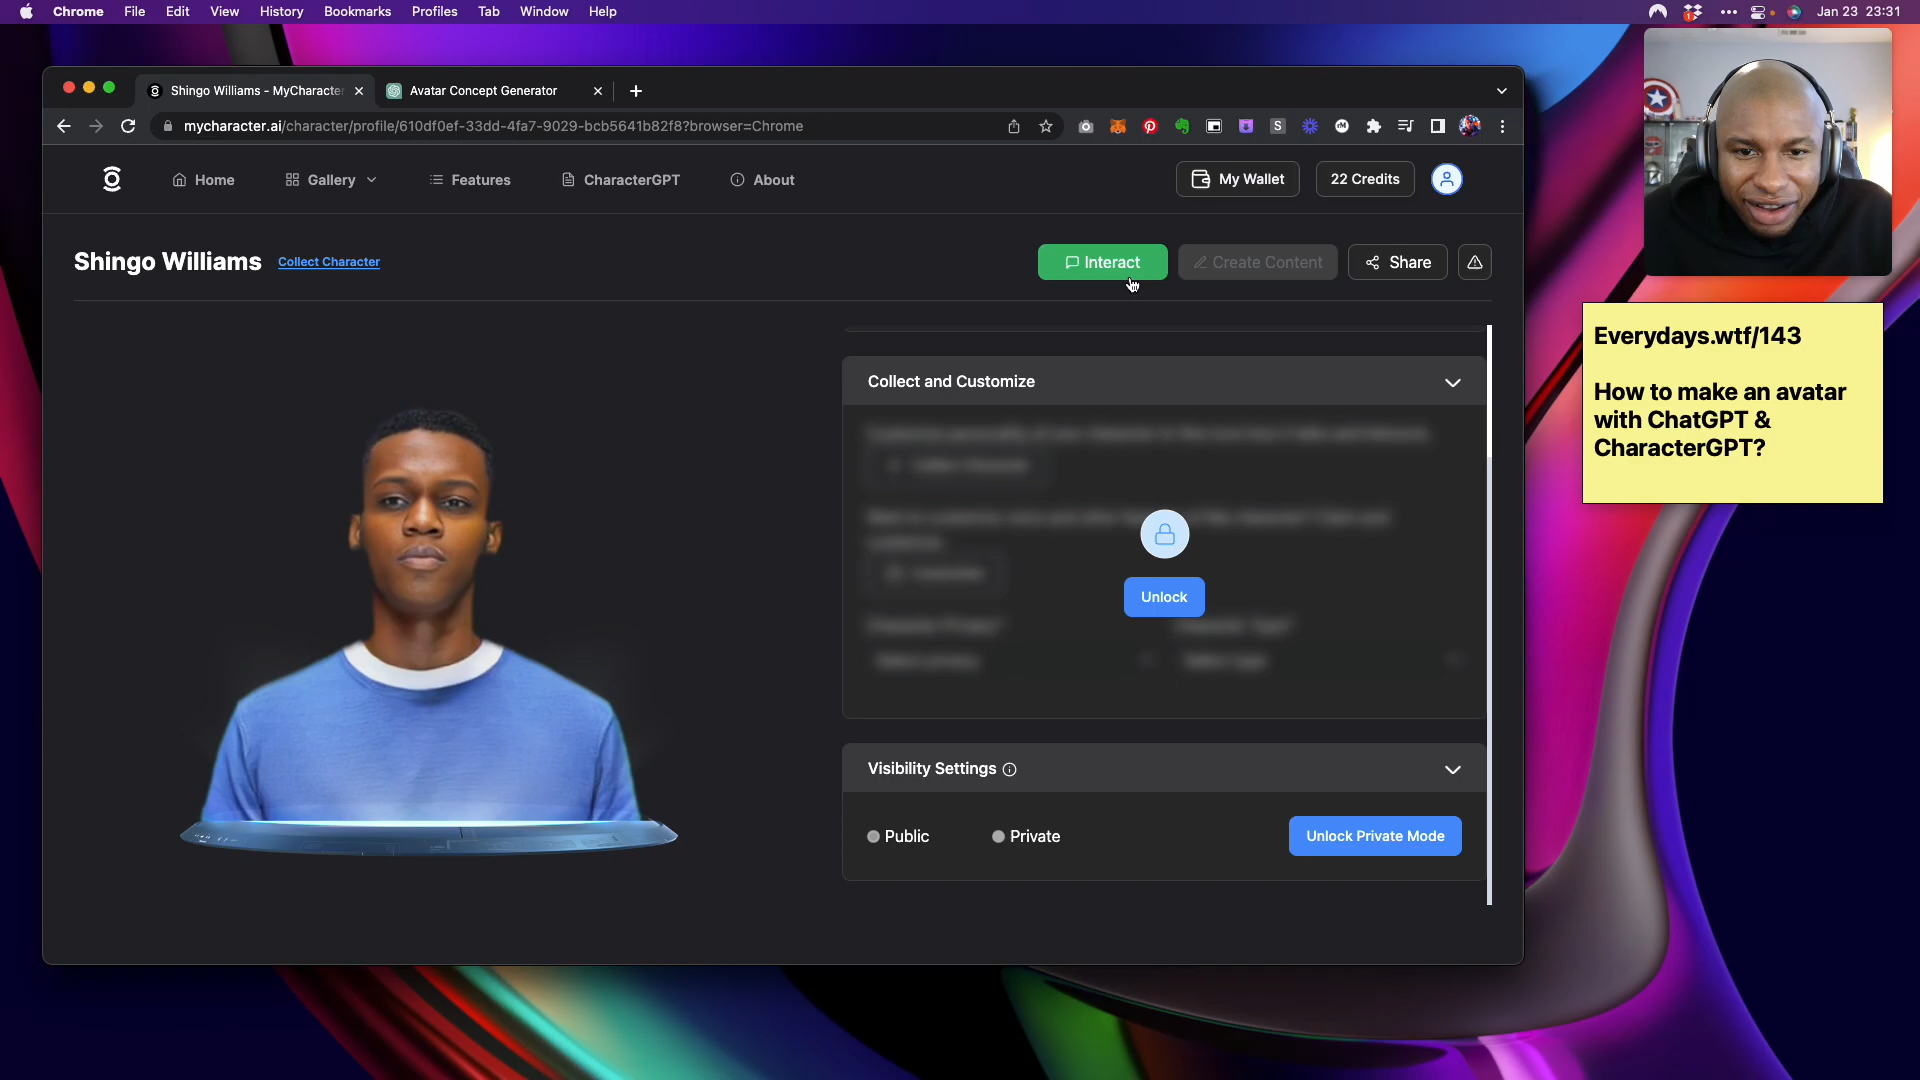 Chrome File Edit View History Bookmarks Profiles Tab Window Help
Jan 23 23:31
Shingo Williams - MyCharacter
Avatar Concept Generator
mycharacter.ai/character/profile/610df0ef-33dd-4fa7-9029-bcb5641b82f8?browser=Chrome
Home Gallery Features CharacterGPT About
My Wallet 22 Credits
Shingo Williams Collect Character
Interact Create Content Share
Collect and Customize
Unlock
Visibility Settings
Public Private Unlock Private Mode
Everydays.wtf/143
How to make an avatar
with ChatGPT &
CharacterGPT?